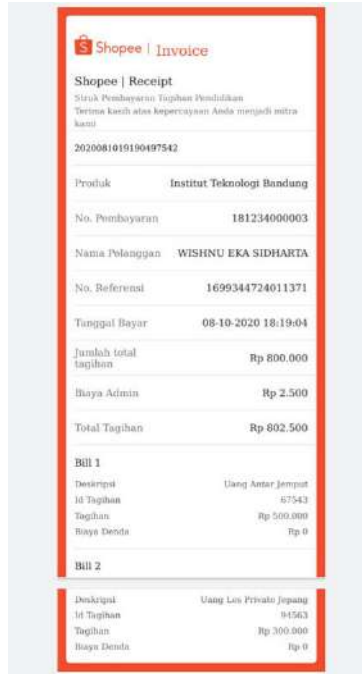 Shopee | Invoice
Shopee | Receipt
Struk Pembayaran Tagihan Pendidikan
Terima kasih atas kepercayaan Anda menjadi mitra
kami
2020081019190497542
Produk Institut Teknologi Bandung
No. Pembayaran 181234000003
Nama Pelanggan WISHNU EKA SIDHARTA
No. Referensi 1699344724011371
Tanggal Bayar 08-10-2020 18:19:04
Jumlah total
tagihan Rp 800.000
Biaya Admin Rp 2.500
Total Tagihan Rp 802.500
Bill 1
Deskripsi Uang Antar Jemput
Id Tagihan 67543
Tagihan Rp 500.000
Biaya Denda Rp 0
Bill 2
Deskripsi Uang Les Privato Jepang
Id Tagihan 94563
Tagihan Rp 300.000
Biaya Denda Rp 0